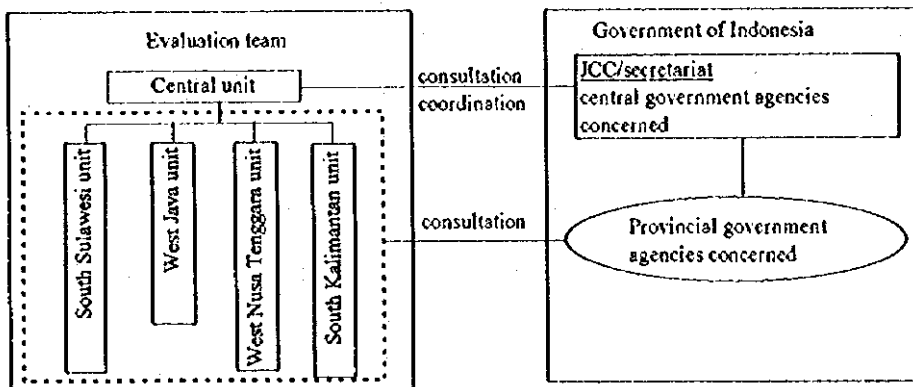 Evaluation team
Central unit
South Sulawesi unit
West Java unit
West Nusa Tenggara unit
South Kalimantan unit
consultation
coordination
consultation
Government of Indonesia
JCC/secretariat
central government agencies
concerned
Provincial government
agencies concerned